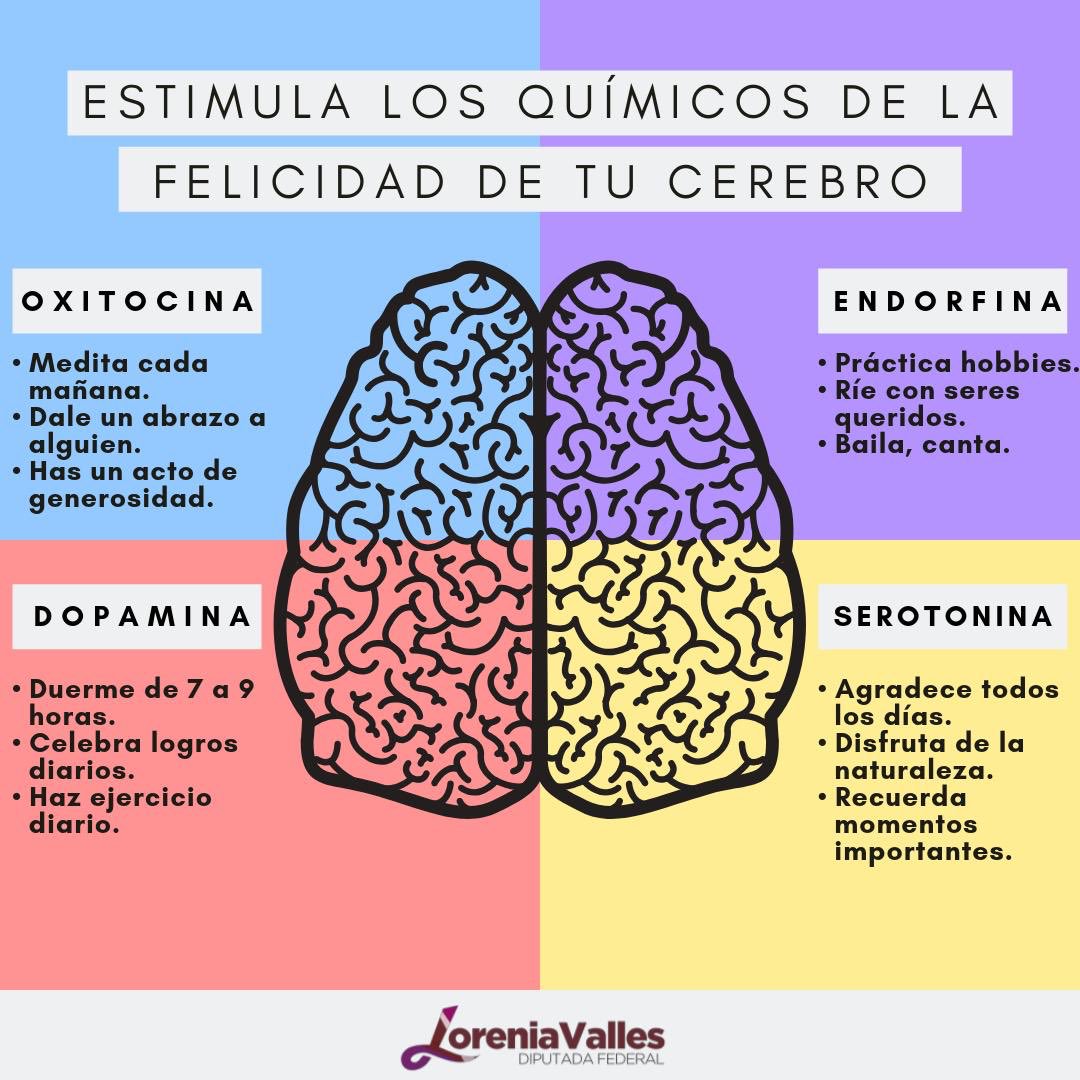 ESTIMULA LOS QUÍMICOS DE LA
FELICIDAD DE TU CEREBRO
OXITOCINA
• Medita cada
mañana.
• Dale un abrazo a
alguien.
• Has un acto de
generosidad.
ENDORFINA
• Práctica hobbies.
• Ríe con seres
queridos.
• Baila, canta.
DOPAMINA
• Duerme de 7 a 9
horas.
• Celebra logros
diarios.
• Haz ejercicio
diario.
SEROTONINA
• Agradece todos
los días.
• Disfruta de la
naturaleza.
• Recuerda
momentos
importantes.
LoreniaValles
DIPUTADA FEDERAL